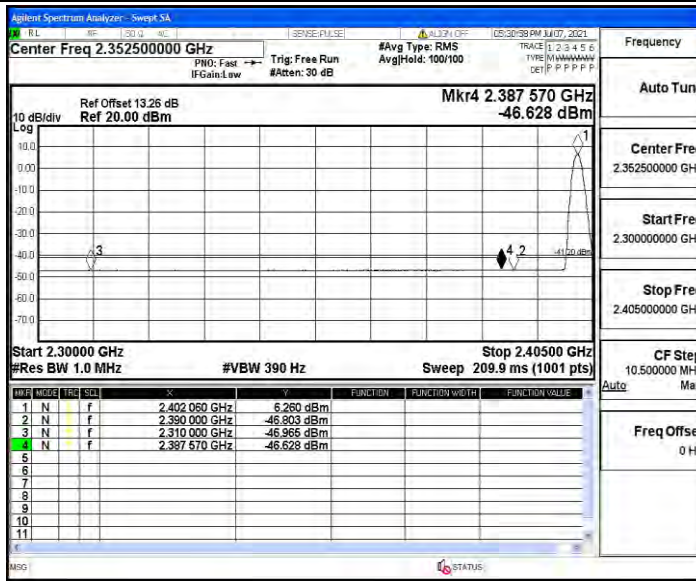 Agilent Spectrum Analyzer - Swept SA
RL RF 50 Ω AC SENSE:PULSE ALIGN OFF 05:30:58 PM Jul 07, 2021
Center Freq 2.352500000 GHz #Avg Type: RMS TRACE 1 2 3 4 5 6 Frequency
PNO: Fast Trig: Free Run Avg|Hold: 100/100 TYPE M
IFGain:Low #Atten: 30 dB DET P P P P P P
Auto Tun
Ref Offset 13.26 dB Mkr4 2.387 570 GHz
10 dB/div Ref 20.00 dBm -46.628 dBm
Log
10.0
0.00
-10.0
-20.0
-30.0
-40.0
-50.0
-60.0
-70.0
1
3
4 2
-41.20 dBm
Center Fre
2.352500000 GH
Start Fre
2.300000000 GH
Stop Fre
2.405000000 GH
Start 2.30000 GHz Stop 2.40500 GHz
#Res BW 1.0 MHz #VBW 390 Hz Sweep 209.9 ms (1001 pts)
CF Step
10.500000 MH
Auto Ma
MKR MODE TRC SCL X Y FUNCTION FUNCTION WIDTH FUNCTION VALUE
1 N f 2.402 060 GHz 6.260 dBm
2 N f 2.390 000 GHz -46.803 dBm
3 N f 2.310 000 GHz -46.965 dBm
4 N f 2.387 570 GHz -46.628 dBm
5
6
7
8
9
10
11
Freq Offse
0 H
MSG STATUS